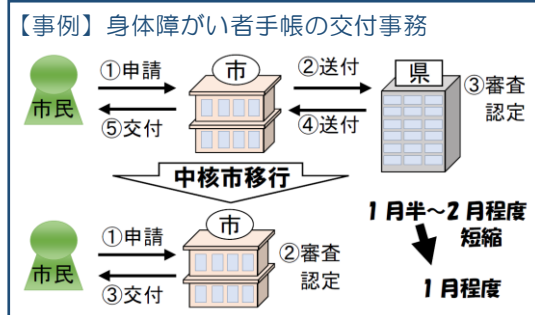 【事例】身体障がい者手帳の交付事務
市民
①申請
⑤交付
市
②送付
④送付
県
③審査
認定
中核市移行
市民
①申請
③交付
市
②審査
認定
1月半～2月程度
短縮
1月程度